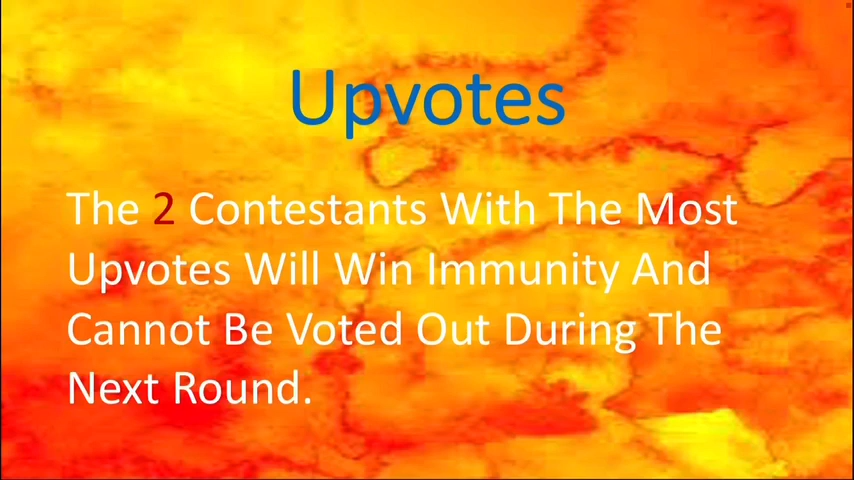 Upvotes
The 2 Contestants With The Most
Upvotes Will Win Immunity And
Cannot Be Voted Out During The
Next Round.